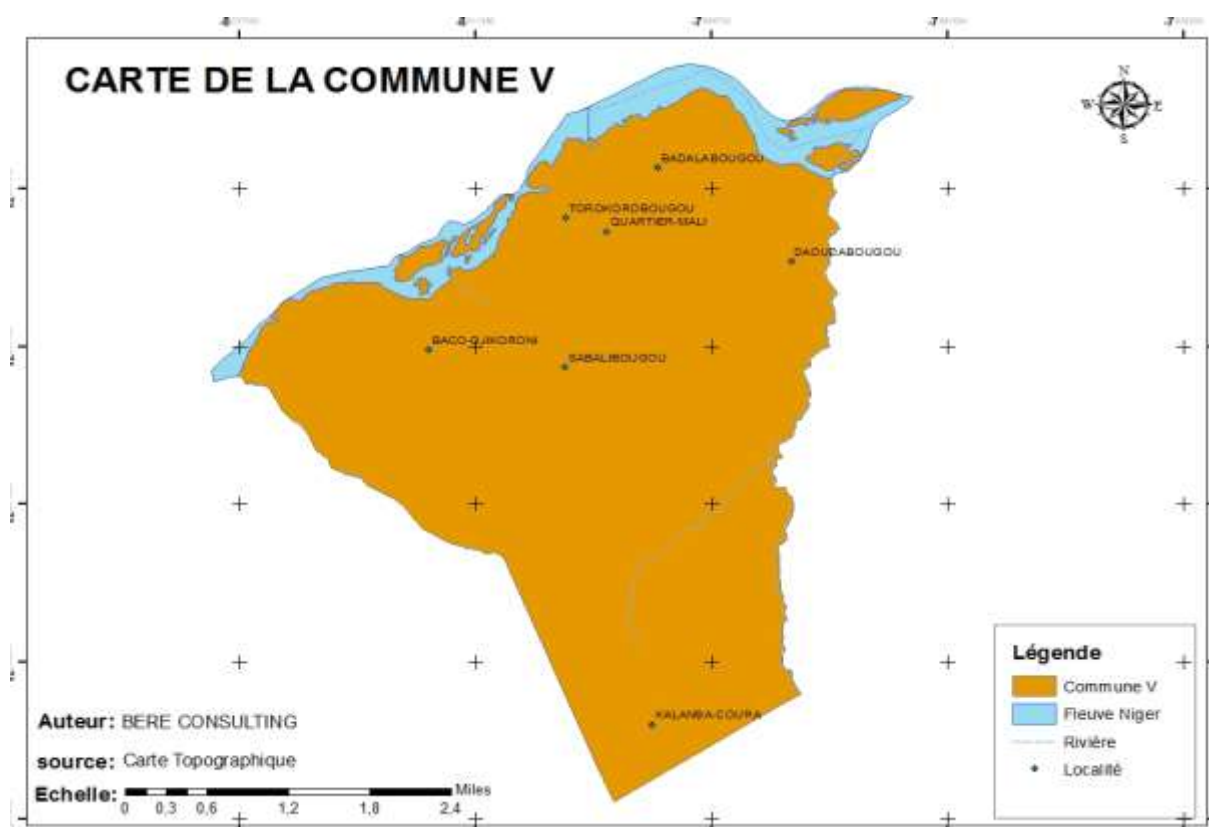 CARTE DE LA COMMUNE V
N
W E
S
BADALABOUGOU
TOROKOROBOUGOU
QUARTIER-MALI
DAOUDABOUGOU
BACO-DJIKORONI
SABALIBOUGOU
KALANBA-COURA
Légende
Commune V
Fleuve Niger
Rivière
Localité
Auteur: BERE CONSULTING
source: Carte Topographique
Echelle: Miles
0 0,3 0,6 1,2 1,8 2,4